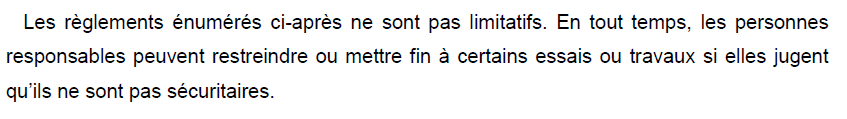 Les règlements énumérés ci-après ne sont pas limitatifs. En tout temps, les personnes
responsables peuvent restreindre ou mettre fin à certains essais ou travaux si elles jugent
qu’ils ne sont pas sécuritaires.